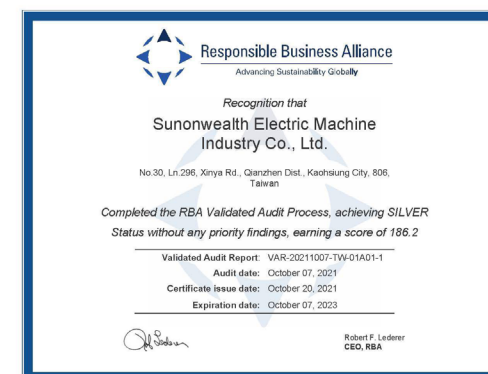 Responsible Business Alliance
Advancing Sustainability Globally
Recognition that
Sunonwealth Electric Machine
Industry Co., Ltd.
No.30, Ln.296, Xinya Rd., Qianzhen Dist., Kaohsiung City, 806,
Taiwan
Completed the RBA Validated Audit Process, achieving SILVER
Status without any priority findings, earning a score of 186.2
Validated Audit Report: VAR-20211007-TW-01A01-1
Audit date: October 07, 2021
Certificate issue date: October 20, 2021
Expiration date: October 07, 2023
Robert F. Lederer
CEO, RBA